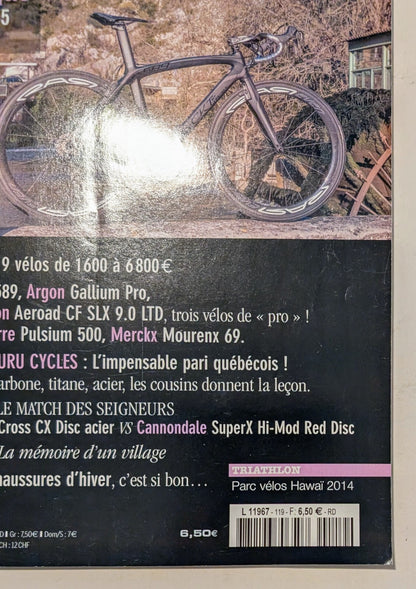 5
9 vélos de 1600 à 6800 €
589, Argon Gallium Pro,
on Aeroad CF SLX 9.0 LTD, trois vélos de « pro » !
rre Pulsium 500, Merckx Mourenx 69.
URU CYCLES : L'impensable pari québécois !
arbone, titane, acier, les cousins donnent la leçon.
LE MATCH DES SEIGNEURS
Cross CX Disc acier VS Cannondale SuperX Hi-Mod Red Disc
La mémoire d'un village
haussures d'hiver, c'est si bon...
TRIATHLON
Parc vélos Hawaï 2014
L 11967 - 119 - F: 6,50 € - RD
D I Gr : 7,50€ I Dom/S : 7€
CH : 12CHF
6,50€